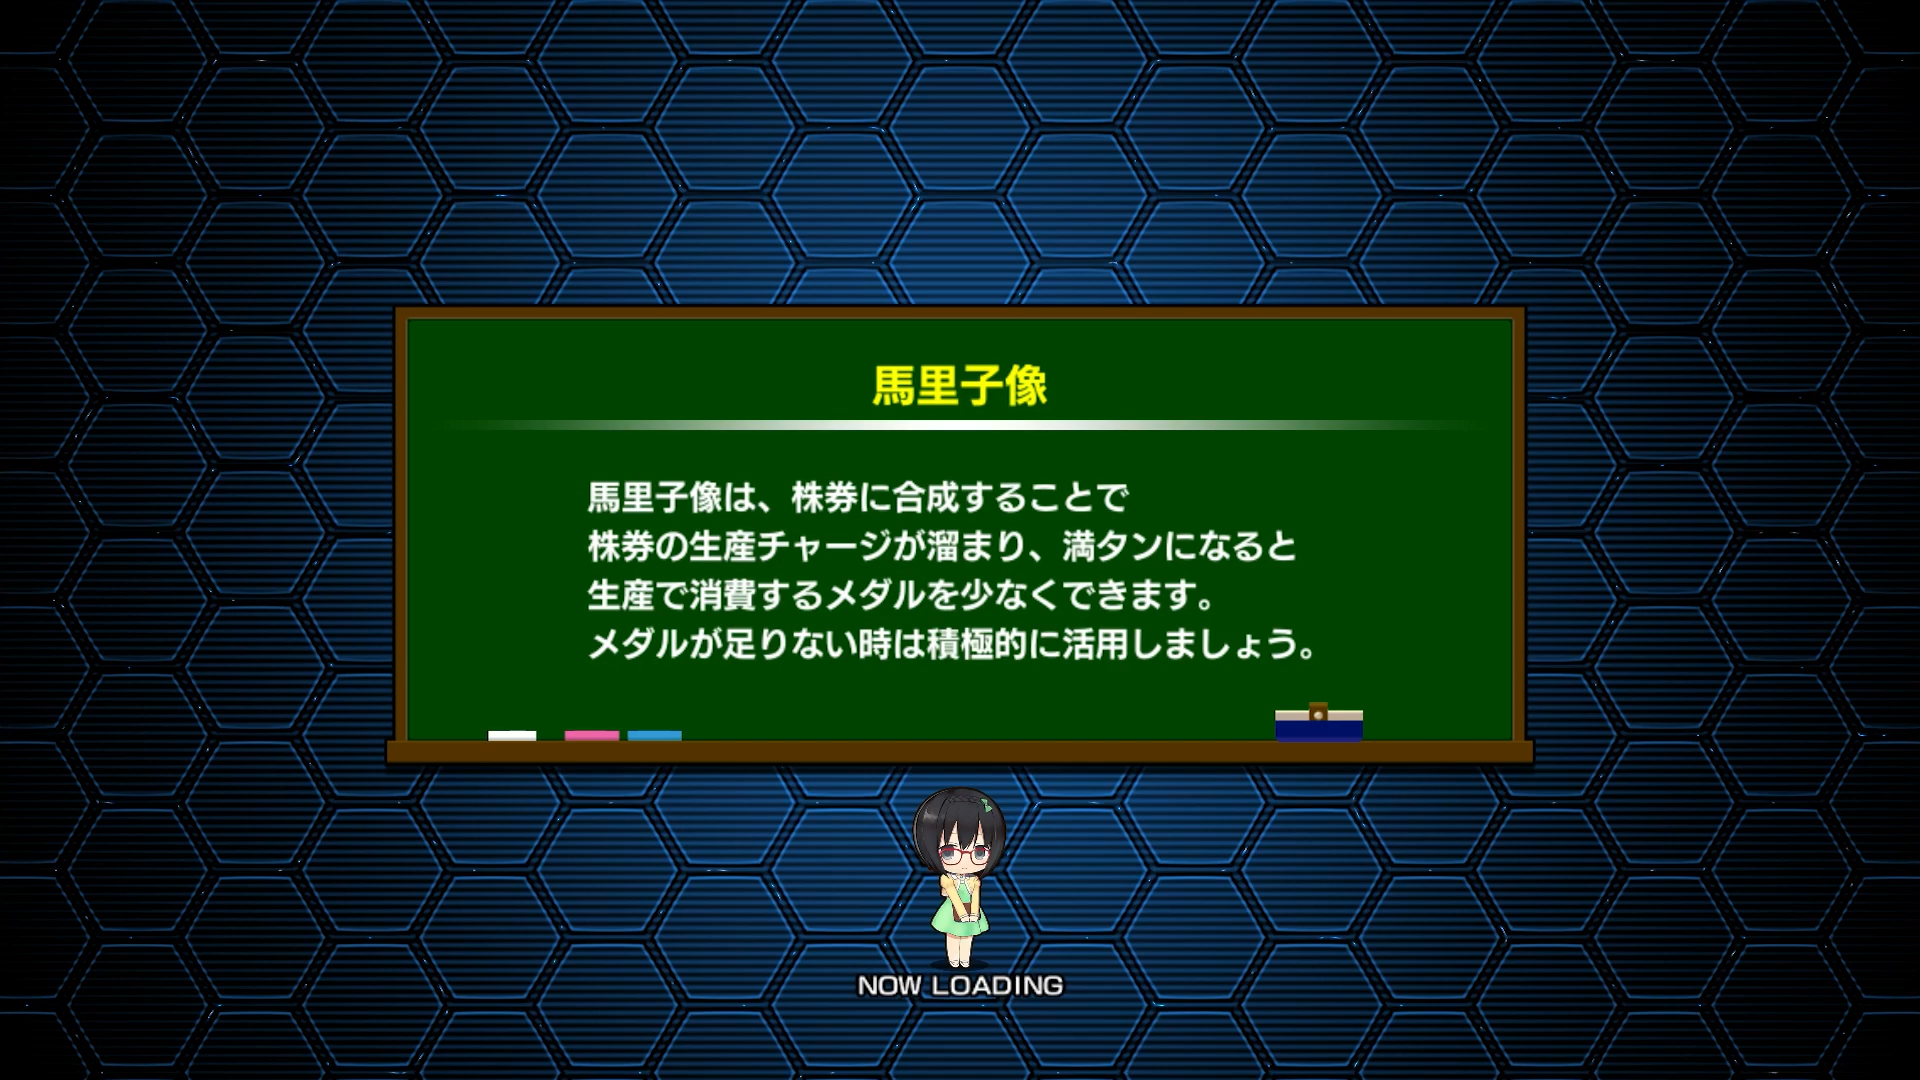 馬里子像
馬里子像は、株券に合成することで
株券の生産チャージが溜まり、満タンになると
生産で消費するメダルを少なくできます。
メダルが足りない時は積極的に活用しましょう。
NOW LOADING